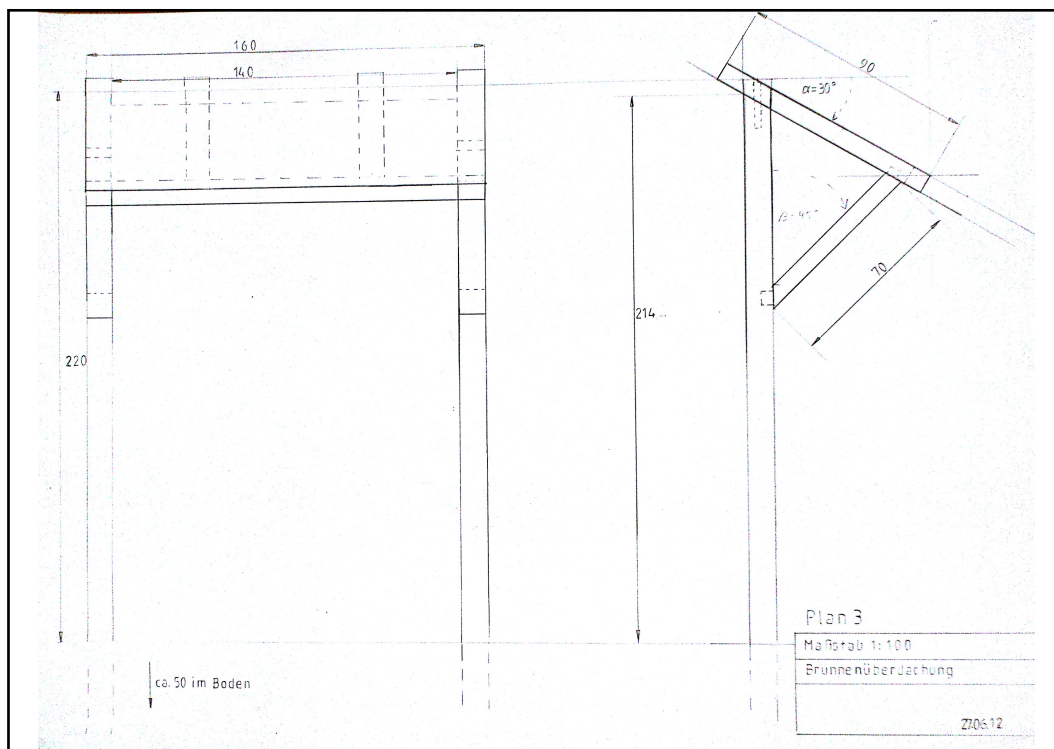 160
140
220
ca. 50 im Boden
90
α=30°
β=45°
70
214
Plan 3
Maßstab 1:100
Brunnenüberdachung
27.06.12